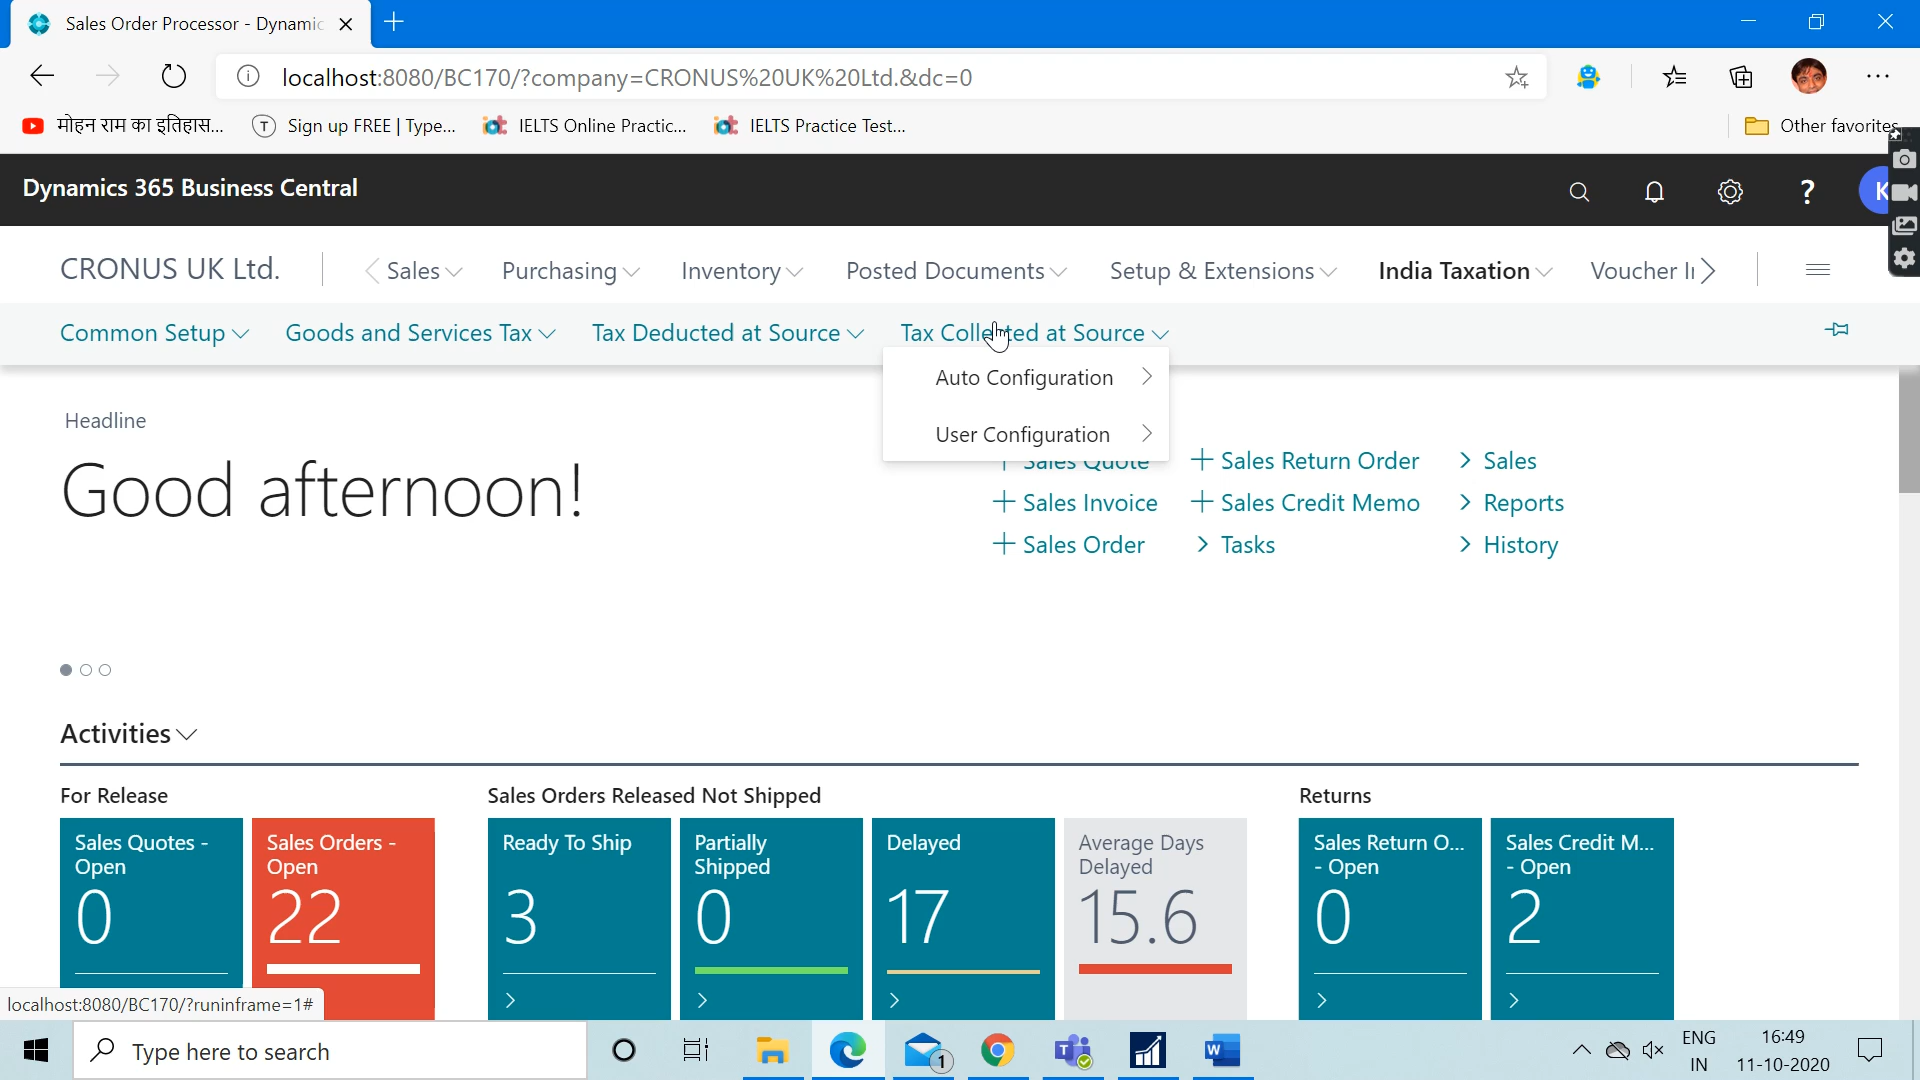 Sales Order Processor - Dynamic
localhost:8080/BC170/?company=CRONUS%20UK%20Ltd.&dc=0
मोहन राम का इतिहास...
Sign up FREE | Type...
IELTS Online Practic...
IELTS Practice Test...
Other favorites
Dynamics 365 Business Central
?
K
CRONUS UK Ltd.
Sales
Purchasing
Inventory
Posted Documents
Setup & Extensions
India Taxation
Voucher
Common Setup
Goods and Services Tax
Tax Deducted at Source
Tax Collected at Source
Auto Configuration
User Configuration
Headline
Good afternoon!
+ Sales Quote
+ Sales Return Order
> Sales
+ Sales Invoice
+ Sales Credit Memo
> Reports
+ Sales Order
> Tasks
> History
Activities
For Release
Sales Orders Released Not Shipped
Returns
Sales Quotes -
Open
0
Sales Orders -
Open
22
Ready To Ship
3
Partially
Shipped
0
Delayed
17
Average Days
Delayed
15.6
Sales Return O...
- Open
0
Sales Credit M...
- Open
2
localhost:8080/BC170/?runinframe=1#
Type here to search
1
ENG
IN
16:49
11-10-2020